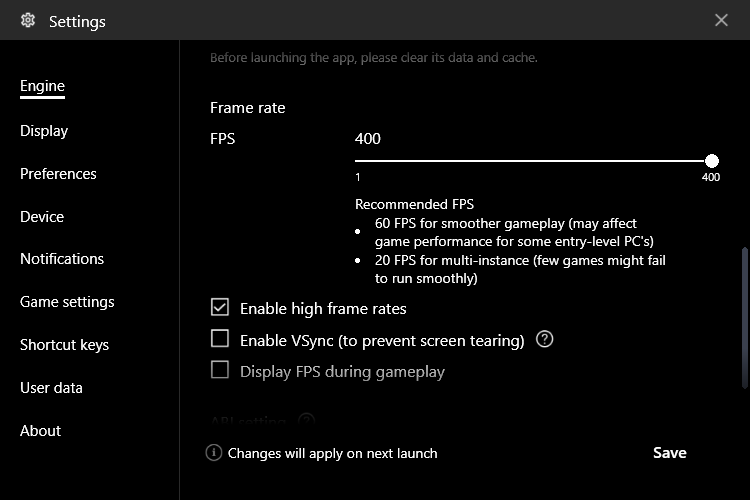 Settings
Before launching the app, please clear its data and cache.
Engine
Display
Preferences
Device
Notifications
Game settings
Shortcut keys
User data
About
Frame rate
FPS
400
1
400
Recommended FPS
60 FPS for smoother gameplay (may affect
game performance for some entry-level PC's)
20 FPS for multi-instance (few games might fail
to run smoothly)
Enable high frame rates
Enable VSync (to prevent screen tearing)
Display FPS during gameplay
ABI setting
Changes will apply on next launch
Save